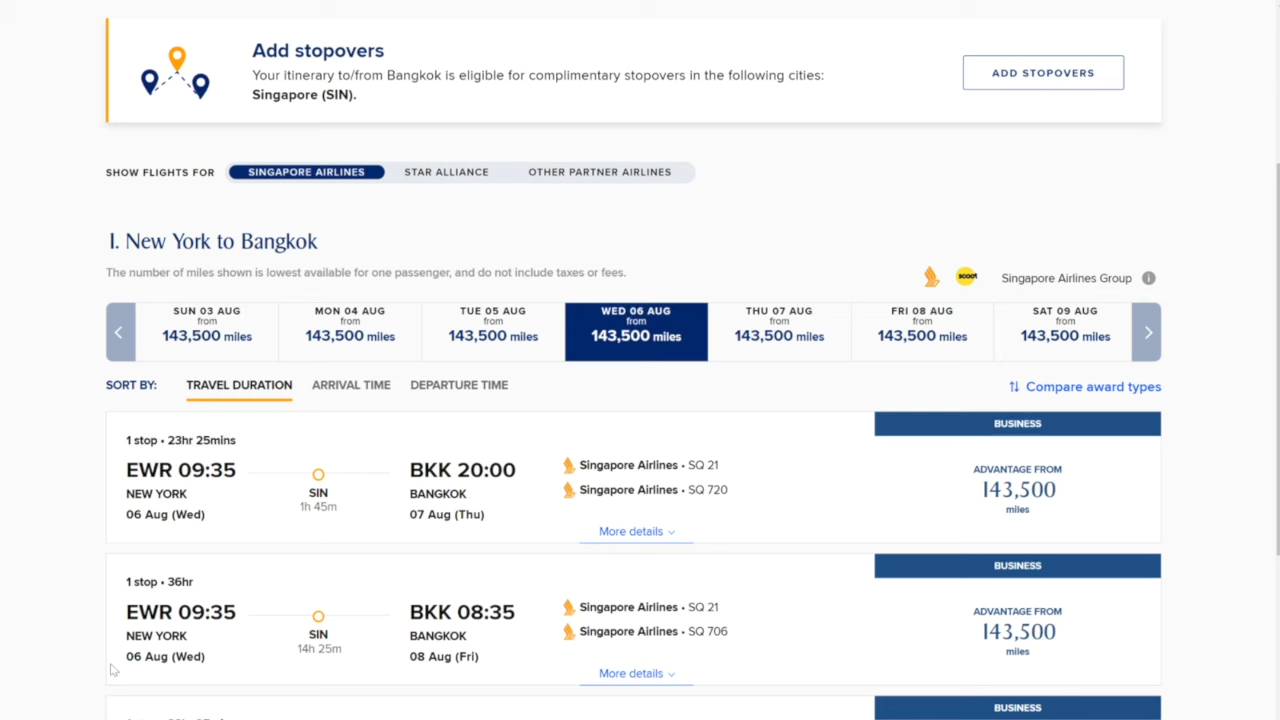 Add stopovers
Your itinerary to/from Bangkok is eligible for complimentary stopovers in the following cities:
Singapore (SIN).
ADD STOPOVERS
SHOW FLIGHTS FOR
SINGAPORE AIRLINES
STAR ALLIANCE
OTHER PARTNER AIRLINES
1. New York to Bangkok
The number of miles shown is lowest available for one passenger, and do not include taxes or fees.
scoot
Singapore Airlines Group
SUN 03 AUG
from
143,500 miles
MON 04 AUG
from
143,500 miles
TUE 05 AUG
from
143,500 miles
WED 06 AUG
from
143,500 miles
THU 07 AUG
from
143,500 miles
FRI 08 AUG
from
143,500 miles
SAT 09 AUG
from
143,500 miles
SORT BY:
TRAVEL DURATION
ARRIVAL TIME
DEPARTURE TIME
Compare award types
BUSINESS
1 stop • 23hr 25mins
EWR 09:35
NEW YORK
06 Aug (Wed)
SIN
1h 45m
BKK 20:00
BANGKOK
07 Aug (Thu)
Singapore Airlines • SQ 21
Singapore Airlines • SQ 720
More details
ADVANTAGE FROM
143,500
miles
BUSINESS
1 stop • 36hr
EWR 09:35
NEW YORK
06 Aug (Wed)
SIN
14h 25m
BKK 08:35
BANGKOK
08 Aug (Fri)
Singapore Airlines • SQ 21
Singapore Airlines • SQ 706
More details
ADVANTAGE FROM
143,500
miles
BUSINESS